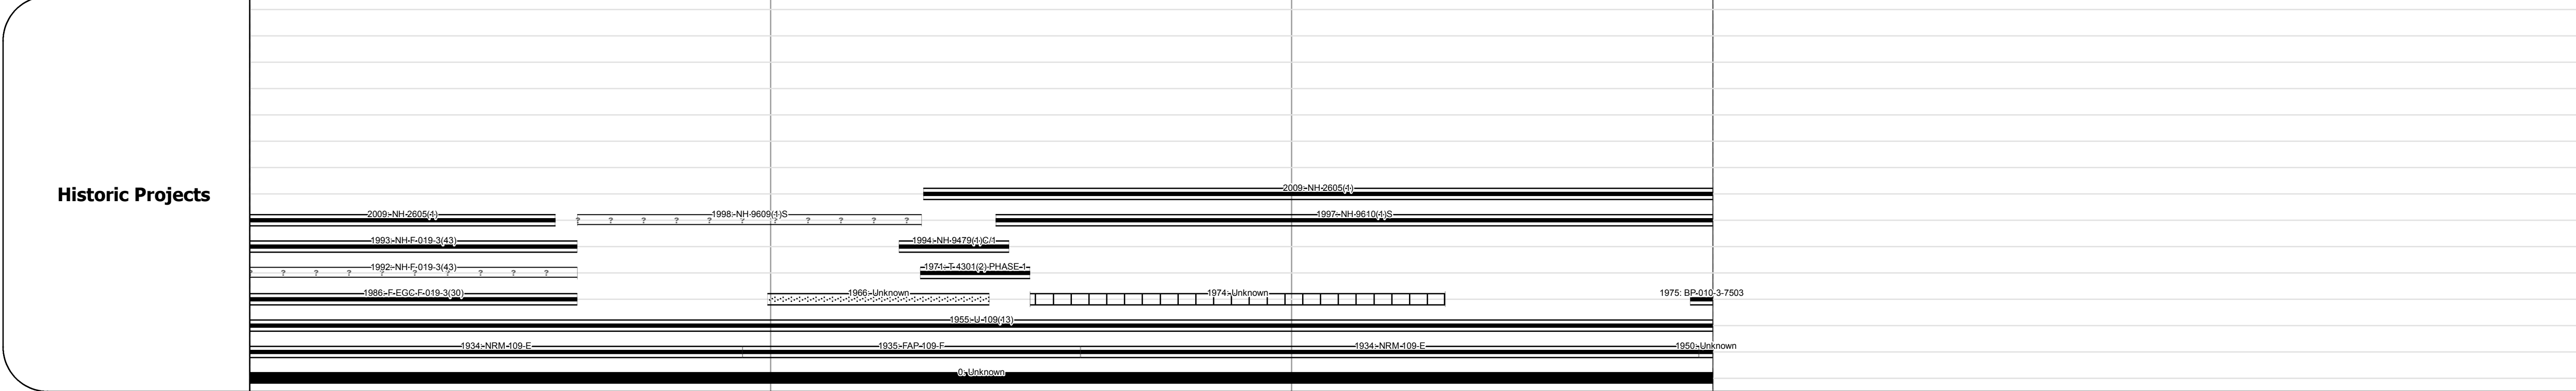 Historic Projects
2009: NH-2605(1)
2009: NH-2605(1)
1998: NH-9609(1)S
1997: NH-9610(1)S
1993: NH-F-019-3(43)
1994: NH-9479(1)C/1
1992: NH-F-019-3(43)
1971: T-4301(2)-PHASE-1
1986: F-EGC-F-019-3(30)
1966: Unknown
1974: Unknown
1975: BP-010-3-7503
1955: U-109(13)
1934: NRM-109-E
1935: FAP-109-F
1934: NRM-109-E
1950: Unknown
0: Unknown